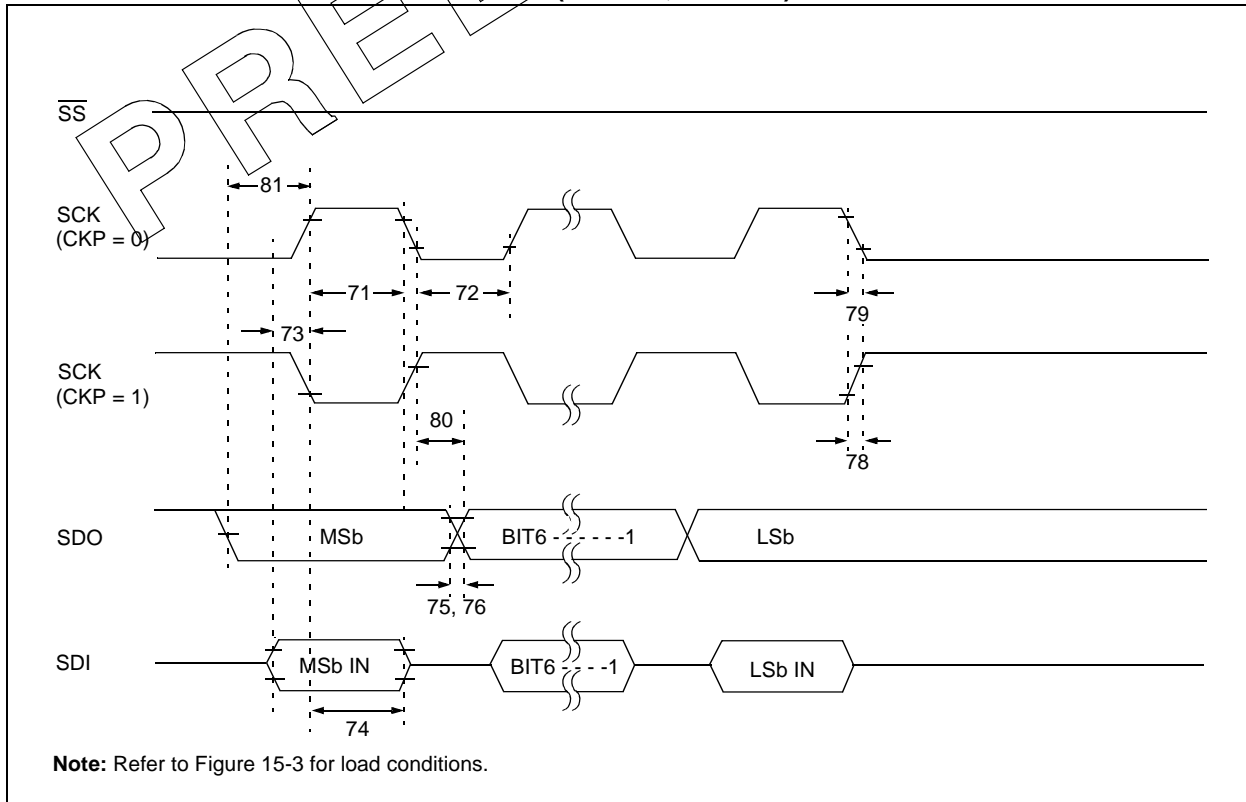 PRE
SS
81
SCK
(CKP = 0)
71
72
79
73
SCK
(CKP = 1)
80
78
SDO
MSb
BIT6 - - - - - -1
LSb
75, 76
SDI
MSb IN
BIT6 - - - - -1
LSb IN
74
Note: Refer to Figure 15-3 for load conditions.